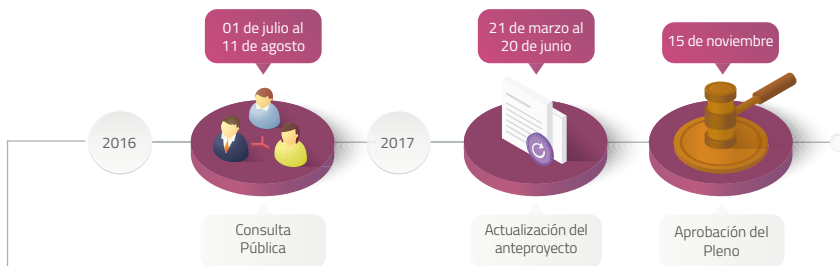 01 de julio al
11 de agosto
21 de marzo al
20 de junio
15 de noviembre
2016
2017
Consulta
Pública
Actualización del
anteproyecto
Aprobación del
Pleno